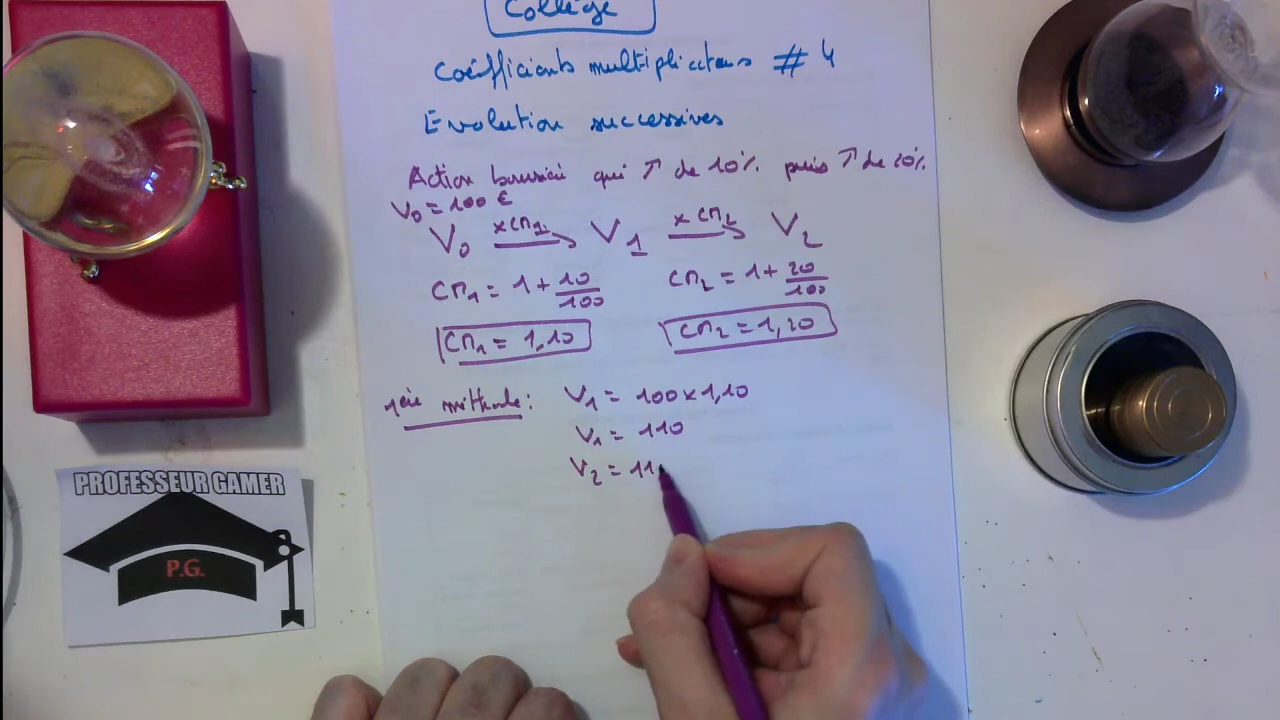 Collège
Coefficients multiplicateurs # 4
Evolution successives
Action boursière qui ↑ de 10% puis ↑ de 20%
V0 = 100 €
V0 ×CM1→ V1 ×CM2→ V2
CM1 = 1 + 10/100 CM2 = 1 + 20/100
CM1 = 1,10 CM2 = 1,20
1ère méthode : V1 = 100 × 1,10
V1 = 110
V2 = 11
PROFESSEUR GAMER
P.G.